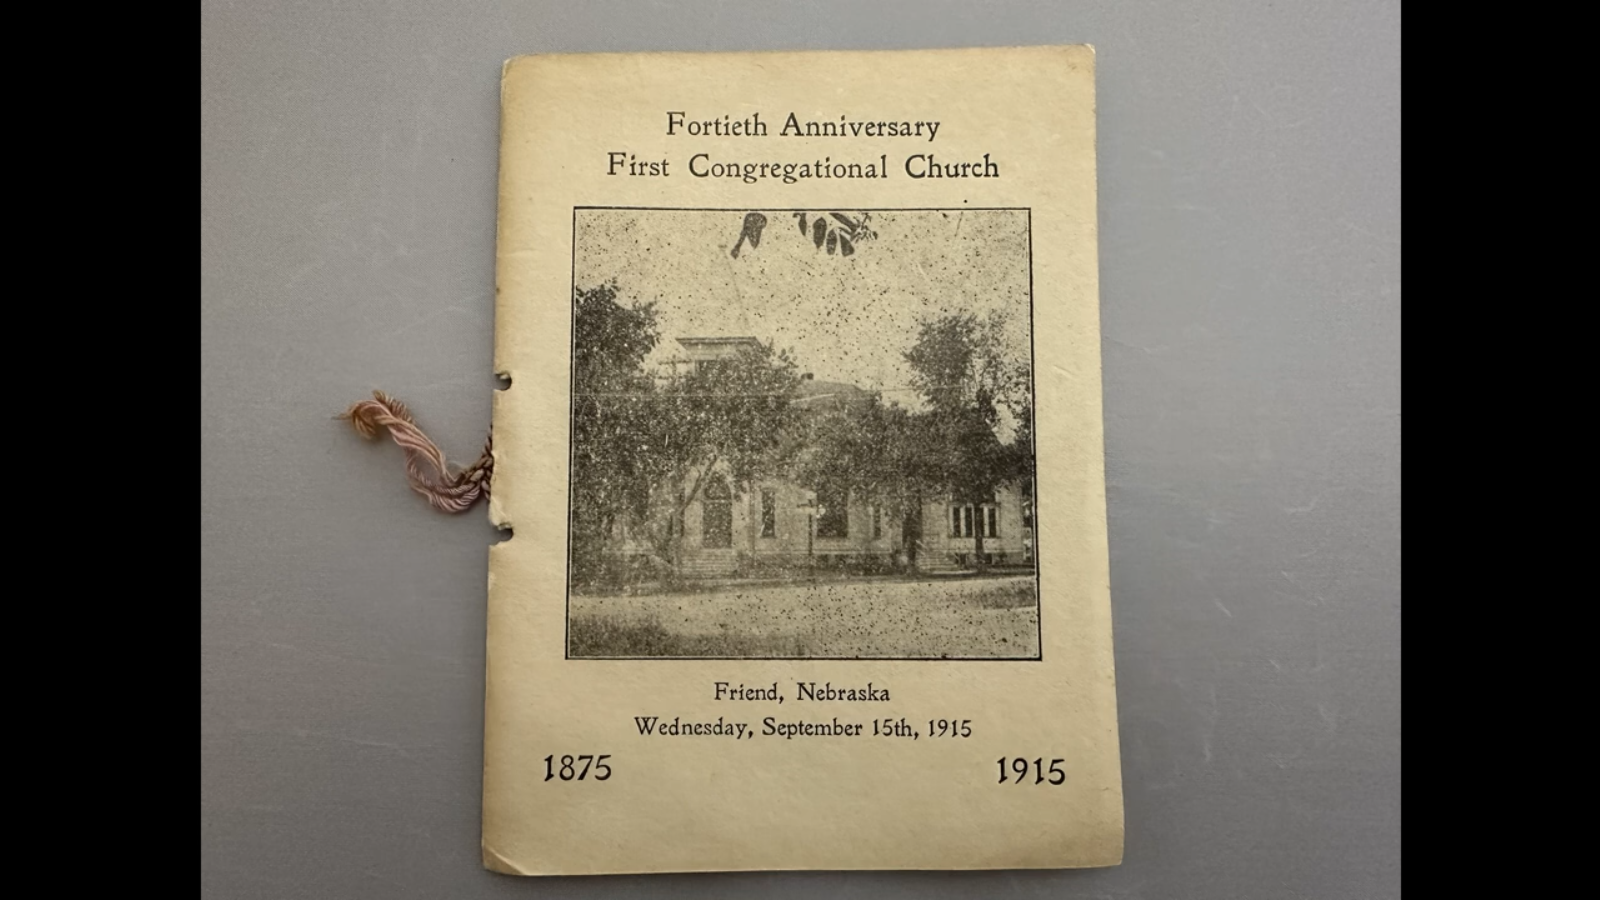 Fortieth Anniversary
First Congregational Church
Friend, Nebraska
Wednesday, September 15th, 1915
1875 1915